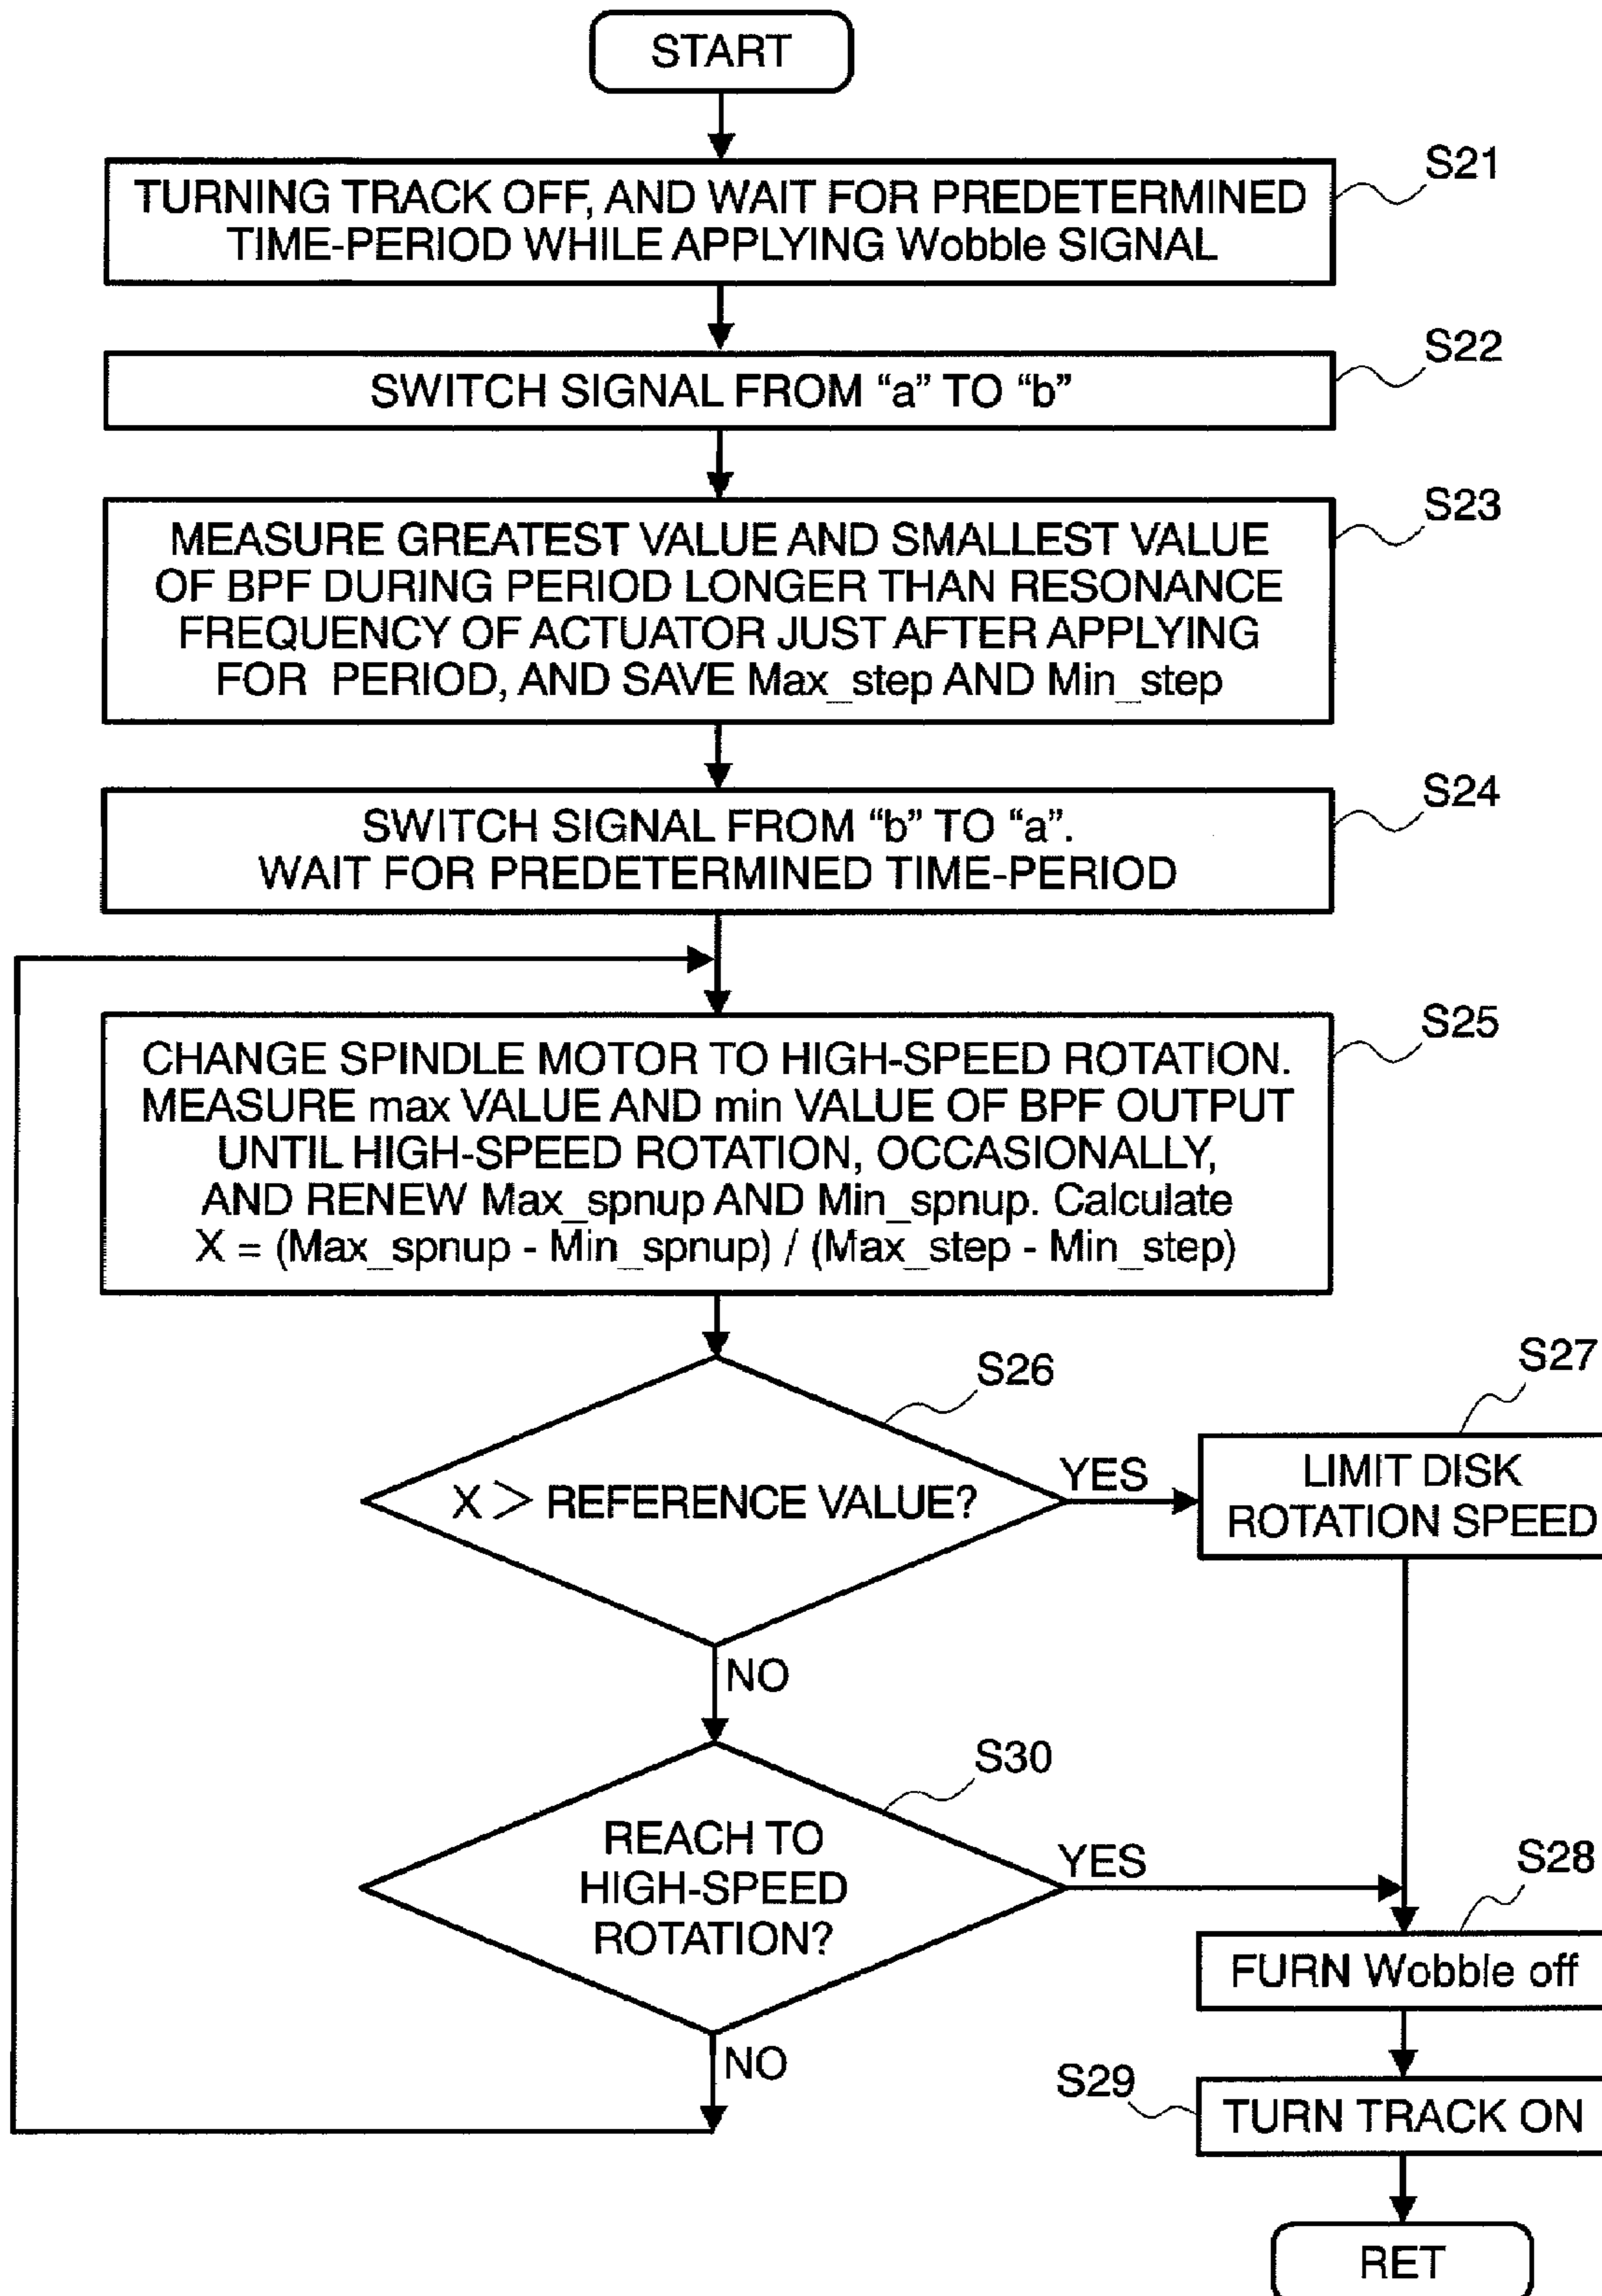 START
S21
TURNING TRACK OFF, AND WAIT FOR PREDETERMINED
TIME-PERIOD WHILE APPLYING Wobble SIGNAL
S22
SWITCH SIGNAL FROM “a” TO “b”
S23
MEASURE GREATEST VALUE AND SMALLEST VALUE
OF BPF DURING PERIOD LONGER THAN RESONANCE
FREQUENCY OF ACTUATOR JUST AFTER APPLYING
FOR PERIOD, AND SAVE Max_step AND Min_step
S24
SWITCH SIGNAL FROM “b” TO “a”.
WAIT FOR PREDETERMINED TIME-PERIOD
S25
CHANGE SPINDLE MOTOR TO HIGH-SPEED ROTATION.
MEASURE max VALUE AND min VALUE OF BPF OUTPUT
UNTIL HIGH-SPEED ROTATION, OCCASIONALLY,
AND RENEW Max_spnup AND Min_spnup. Calculate
X = (Max_spnup - Min_spnup) / (Max_step - Min_step)
S26
X > REFERENCE VALUE?
YES
NO
S27
LIMIT DISK
ROTATION SPEED
S30
REACH TO
HIGH-SPEED
ROTATION?
YES
NO
S28
FURN Wobble off
S29
TURN TRACK ON
RET